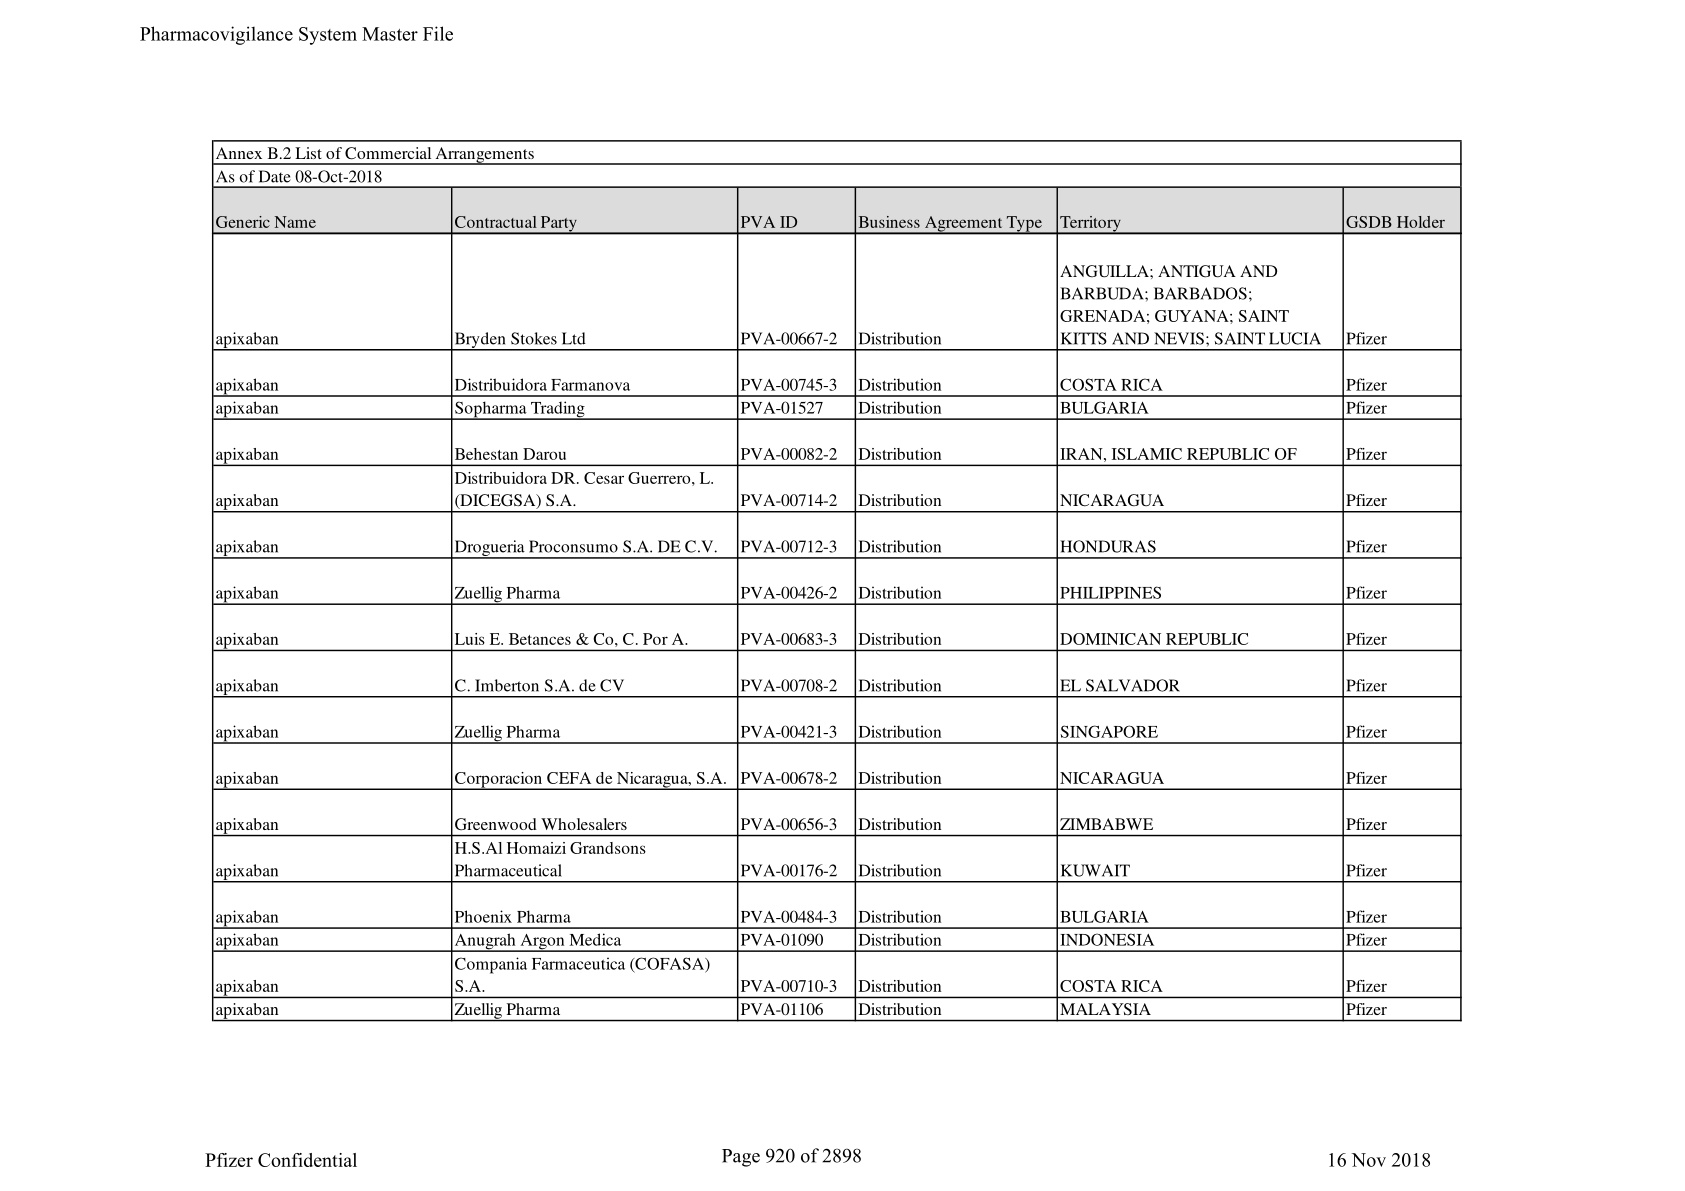 Pharmacovigilance System Master File
Annex B.2 List of Commercial Arrangements
As of Date 08-Oct-2018
Generic Name Contractual Party PVA ID Business Agreement Type Territory GSDB Holder
ANGUILLA; ANTIGUA AND
BARBUDA; BARBADOS;
GRENADA; GUYANA; SAINT
apixaban Bryden Stokes Ltd PVA-00667-2 Distribution KITTS AND NEVIS; SAINT LUCIA Pfizer
apixaban Distribuidora Farmanova PVA-00745-3 Distribution COSTA RICA Pfizer
apixaban Sopharma Trading PVA-01527 Distribution BULGARIA Pfizer
apixaban Behestan Darou PVA-00082-2 Distribution IRAN, ISLAMIC REPUBLIC OF Pfizer
Distribuidora DR. Cesar Guerrero, L.
apixaban (DICEGSA) S.A. PVA-00714-2 Distribution NICARAGUA Pfizer
apixaban Drogueria Proconsumo S.A. DE C.V. PVA-00712-3 Distribution HONDURAS Pfizer
apixaban Zuellig Pharma PVA-00426-2 Distribution PHILIPPINES Pfizer
apixaban Luis E. Betances & Co, C. Por A. PVA-00683-3 Distribution DOMINICAN REPUBLIC Pfizer
apixaban C. Imberton S.A. de CV PVA-00708-2 Distribution EL SALVADOR Pfizer
apixaban Zuellig Pharma PVA-00421-3 Distribution SINGAPORE Pfizer
apixaban Corporacion CEFA de Nicaragua, S.A. PVA-00678-2 Distribution NICARAGUA Pfizer
apixaban Greenwood Wholesalers PVA-00656-3 Distribution ZIMBABWE Pfizer
H.S.Al Homaizi Grandsons
apixaban Pharmaceutical PVA-00176-2 Distribution KUWAIT Pfizer
apixaban Phoenix Pharma PVA-00484-3 Distribution BULGARIA Pfizer
apixaban Anugrah Argon Medica PVA-01090 Distribution INDONESIA Pfizer
Compania Farmaceutica (COFASA)
apixaban S.A. PVA-00710-3 Distribution COSTA RICA Pfizer
apixaban Zuellig Pharma PVA-01106 Distribution MALAYSIA Pfizer
Pfizer Confidential Page 920 of 2898 16 Nov 2018